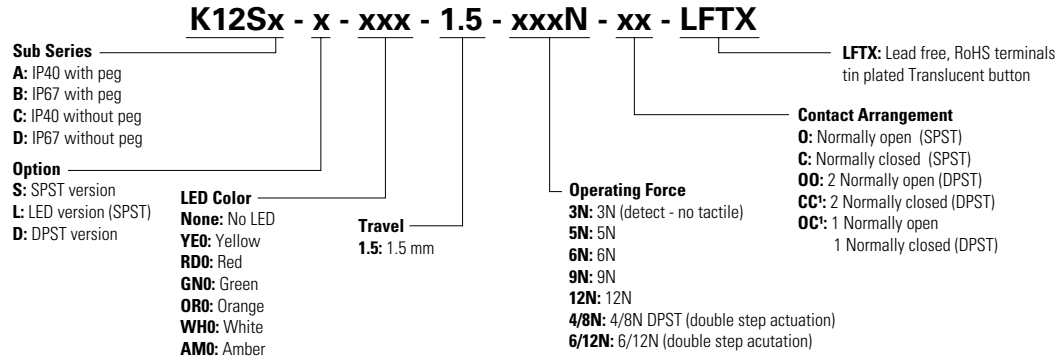 K12Sx - x - xxx - 1.5 - xxxN - xx - LFTX
Sub Series
A: IP40 with peg
B: IP67 with peg
C: IP40 without peg
D: IP67 without peg
Option
S: SPST version
L: LED version (SPST)
D: DPST version
LED Color
None: No LED
YE0: Yellow
RD0: Red
GN0: Green
OR0: Orange
WH0: White
AM0: Amber
Travel
1.5: 1.5 mm
Operating Force
3N: 3N (detect - no tactile)
5N: 5N
6N: 6N
9N: 9N
12N: 12N
4/8N: 4/8N DPST (double step actuation)
6/12N: 6/12N (double step acutation)
LFTX: Lead free, RoHS terminals
tin plated Translucent button
Contact Arrangement
O: Normally open (SPST)
C: Normally closed (SPST)
OO: 2 Normally open (DPST)
CC¹: 2 Normally closed (DPST)
OC¹: 1 Normally open
1 Normally closed (DPST)